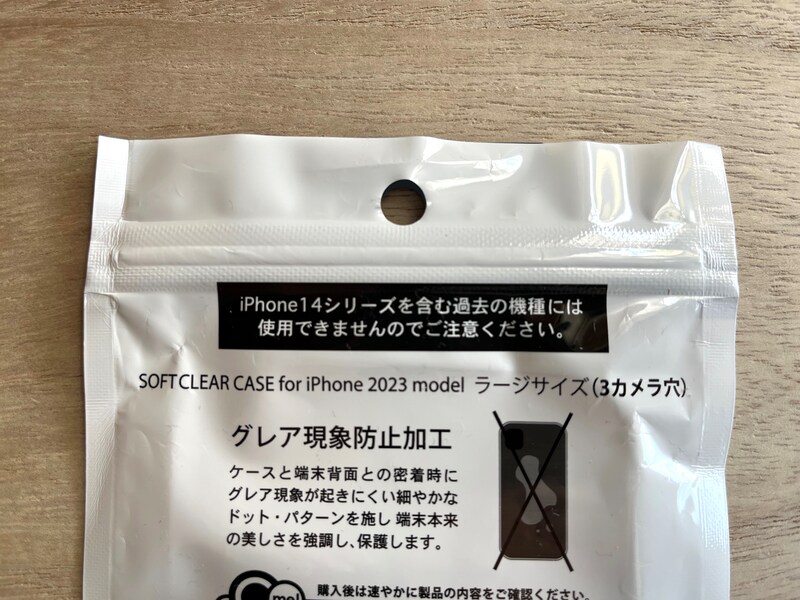 iPhone14シリーズを含む過去の機種には
使用できませんのでご注意ください。
SOFT CLEAR CASE for iPhone 2023 model ラージサイズ(3カメラ穴)
グレア現象防止加工
ケースと端末背面との密着時に
グレア現象が起きにくい細やかな
ドット・パターンを施し 端末本来
の美しさを強調し、保護します。
購入後は速やかに製品の内容をご確認ください。